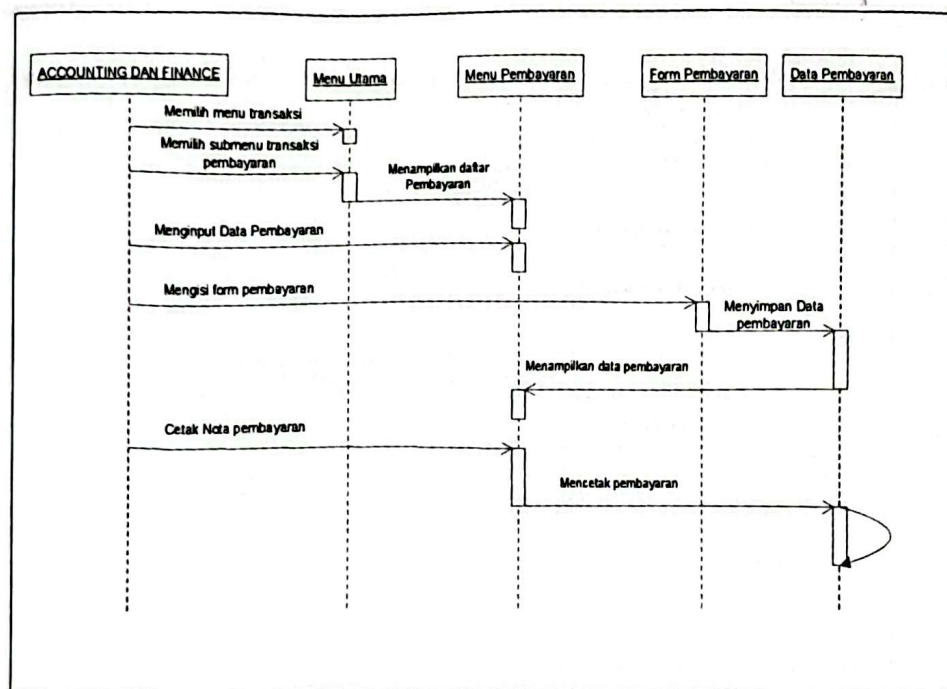 ACCOUNTING DAN FINANCE
Menu Utama
Menu Pembayaran
Form Pembayaran
Data Pembayaran
Memilih menu transaksi
Memilih submenu transaksi
pembayaran
Menampilkan daftar
Pembayaran
Menginput Data Pembayaran
Mengisi form pembayaran
Menyimpan Data
pembayaran
Menampilkan data pembayaran
Cetak Nota pembayaran
Mencetak pembayaran